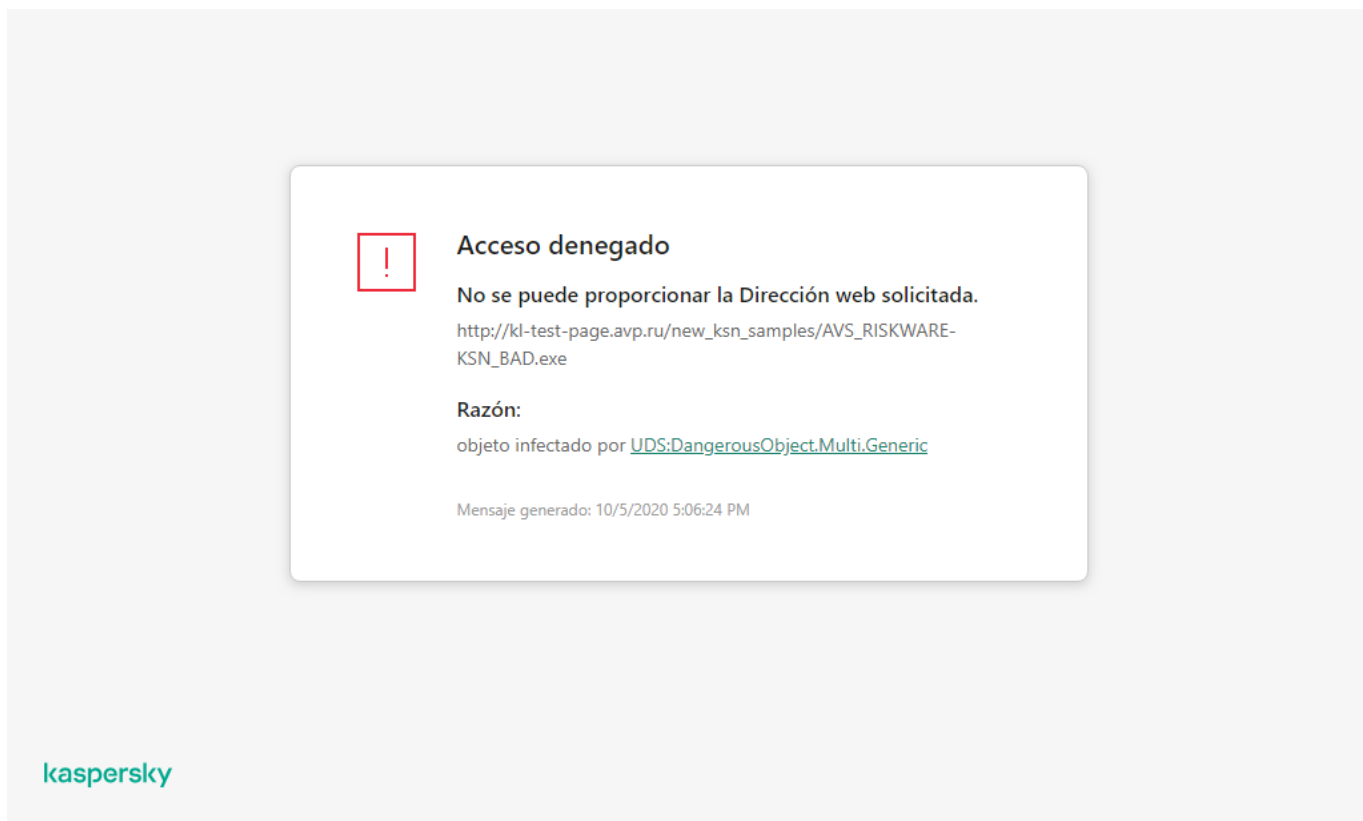 !
Acceso denegado
No se puede proporcionar la Dirección web solicitada.
http://kl-test-page.avp.ru/new_ksn_samples/AVS_RISKWARE-
KSN_BAD.exe
Razón:
objeto infectado por UDS:DangerousObject.Multi.Generic
Mensaje generado: 10/5/2020 5:06:24 PM
kaspersky